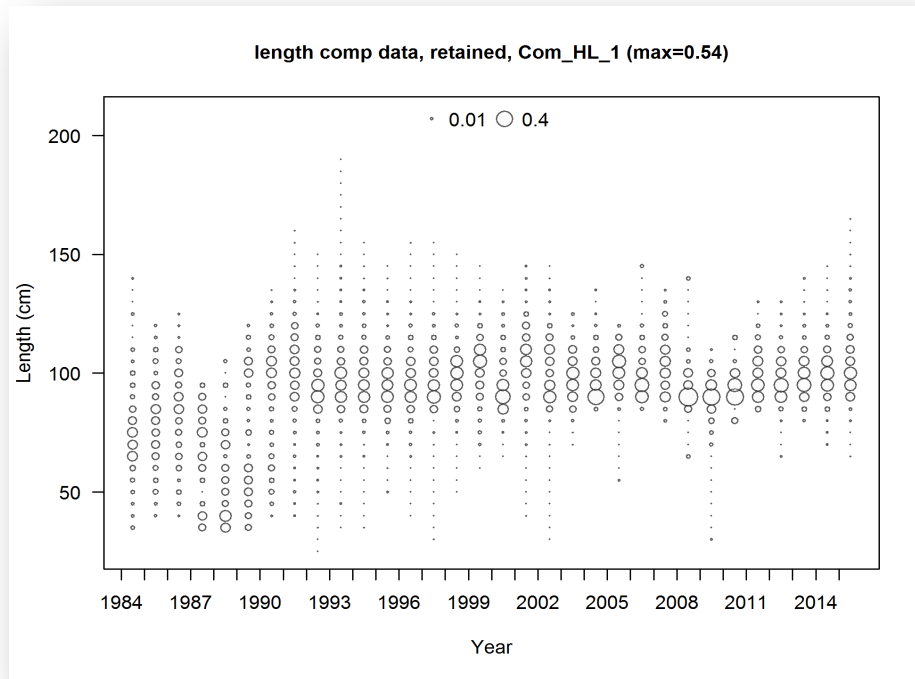 length comp data, retained, Com_HL_1 (max=0.54)
0.01 0.4
200
150
100
50
Length (cm)
1984 1987 1990 1993 1996 1999 2002 2005 2008 2011 2014
Year